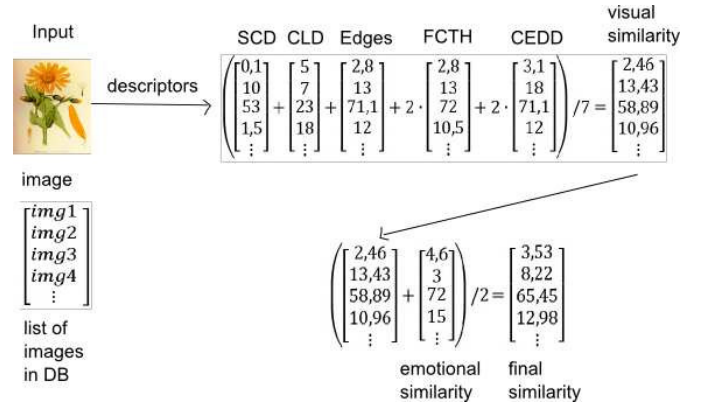 Input
descriptors
SCD CLD Edges FCTH CEDD visual similarity
0,1 5 2,8 2,8 3,1 2,46
10 7 13 13 18 13,43
53 + 23 + 71,1 + 2 · 72 + 2 · 71,1 /7 = 58,89
1,5 18 12 10,5 12 10,96
⋮ ⋮ ⋮ ⋮ ⋮ ⋮
image
img1
img2
img3
img4
⋮
list of
images
in DB
2,46 4,6 3,53
13,43 3 8,22
58,89 + 72 /2 = 65,45
10,96 15 12,98
⋮ ⋮ ⋮
emotional final
similarity similarity